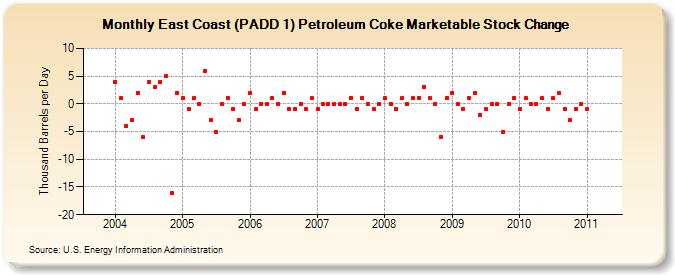 Monthly East Coast (PADD 1) Petroleum Coke Marketable Stock Change
Thousand Barrels per Day
10
5
0
-5
-10
-15
-20
2004 2005 2006 2007 2008 2009 2010 2011
Source: U.S. Energy Information Administration